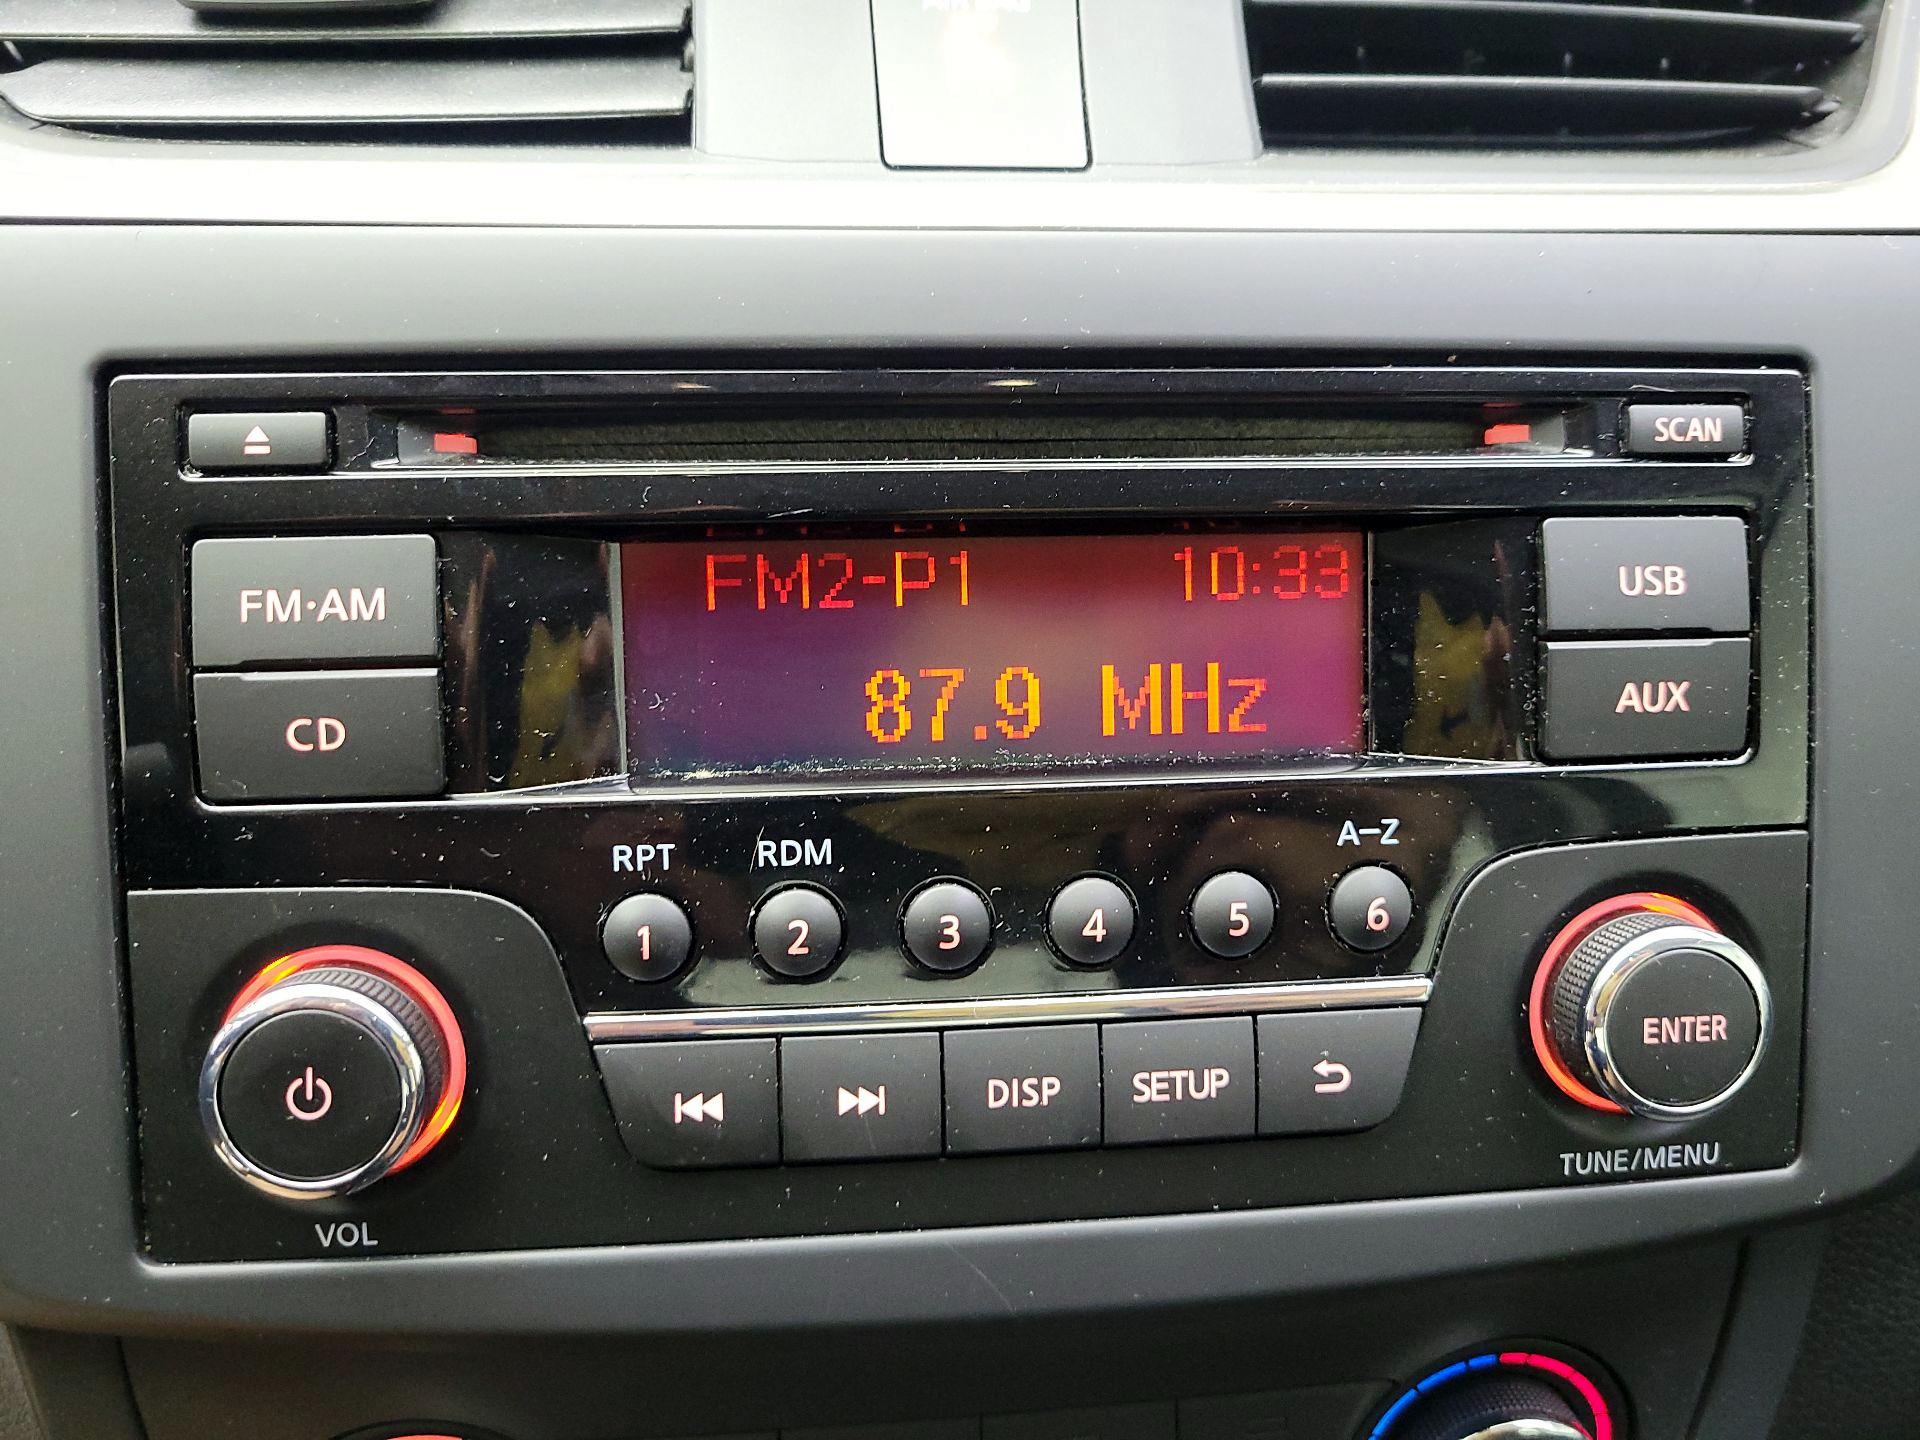 SCAN
FM2-P1 10:33
87.9 MHz
FM·AM
CD
USB
AUX
RPT RDM A–Z
1 2 3 4 5 6
DISP SETUP
ENTER
VOL
TUNE/MENU